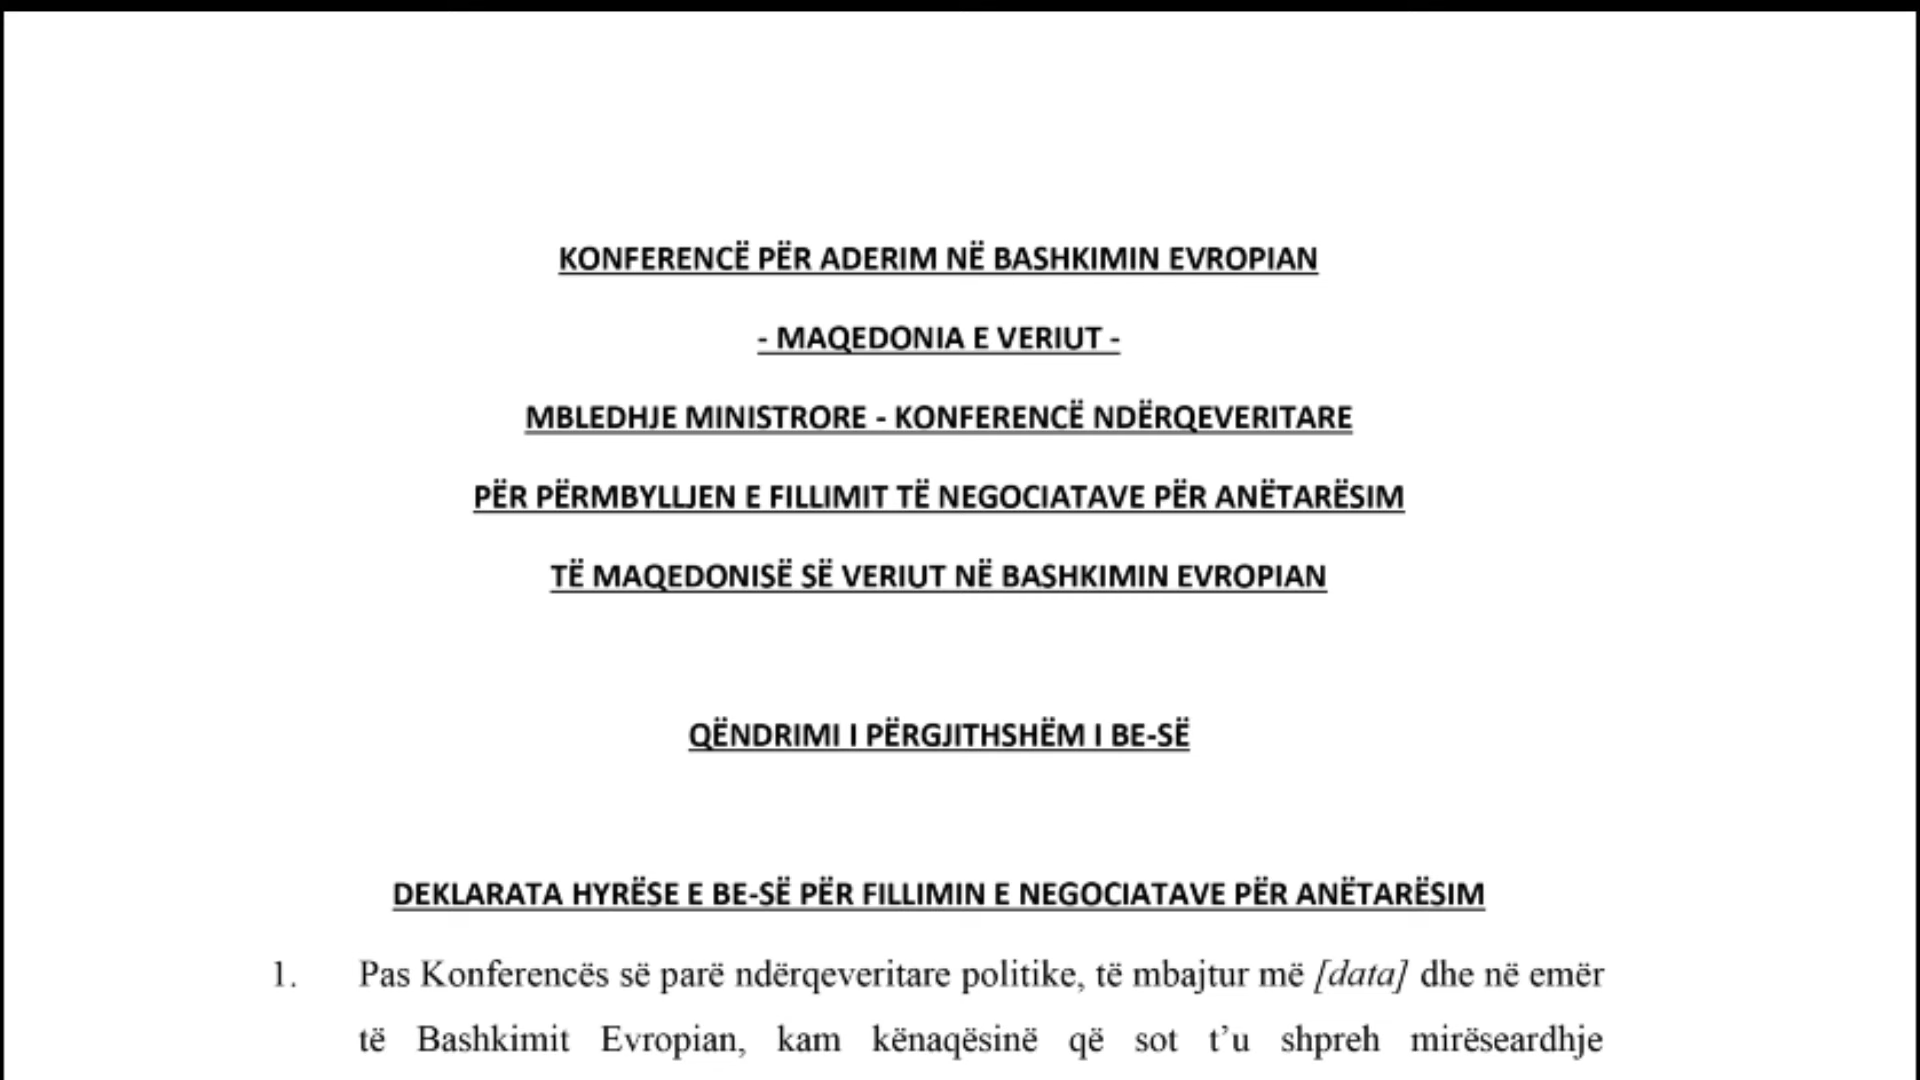 KONFERENCË PËR ADERIM NË BASHKIMIN EVROPIAN
- MAQEDONIA E VERIUT -
MBLEDHJE MINISTRORE - KONFERENCË NDËRQEVERITARE
PËR PËRMBYLLJEN E FILLIMIT TË NEGOCIATAVE PËR ANËTARËSIM
TË MAQEDONISË SË VERIUT NË BASHKIMIN EVROPIAN
QËNDRIMI I PËRGJITHSHËM I BE-SË
DEKLARATA HYRËSE E BE-SË PËR FILLIMIN E NEGOCIATAVE PËR ANËTARËSIM
1. Pas Konferencës së parë ndërqeveritare politike, të mbajtur më [data] dhe në emër
të Bashkimit Evropian, kam kënaqësinë që sot t’u shpreh mirëseardhje